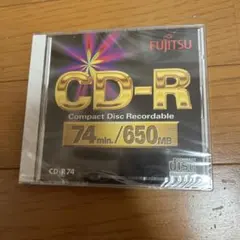 FUJITSU
CD-R
Compact Disc Recordable
74min./650MB
CD-R74